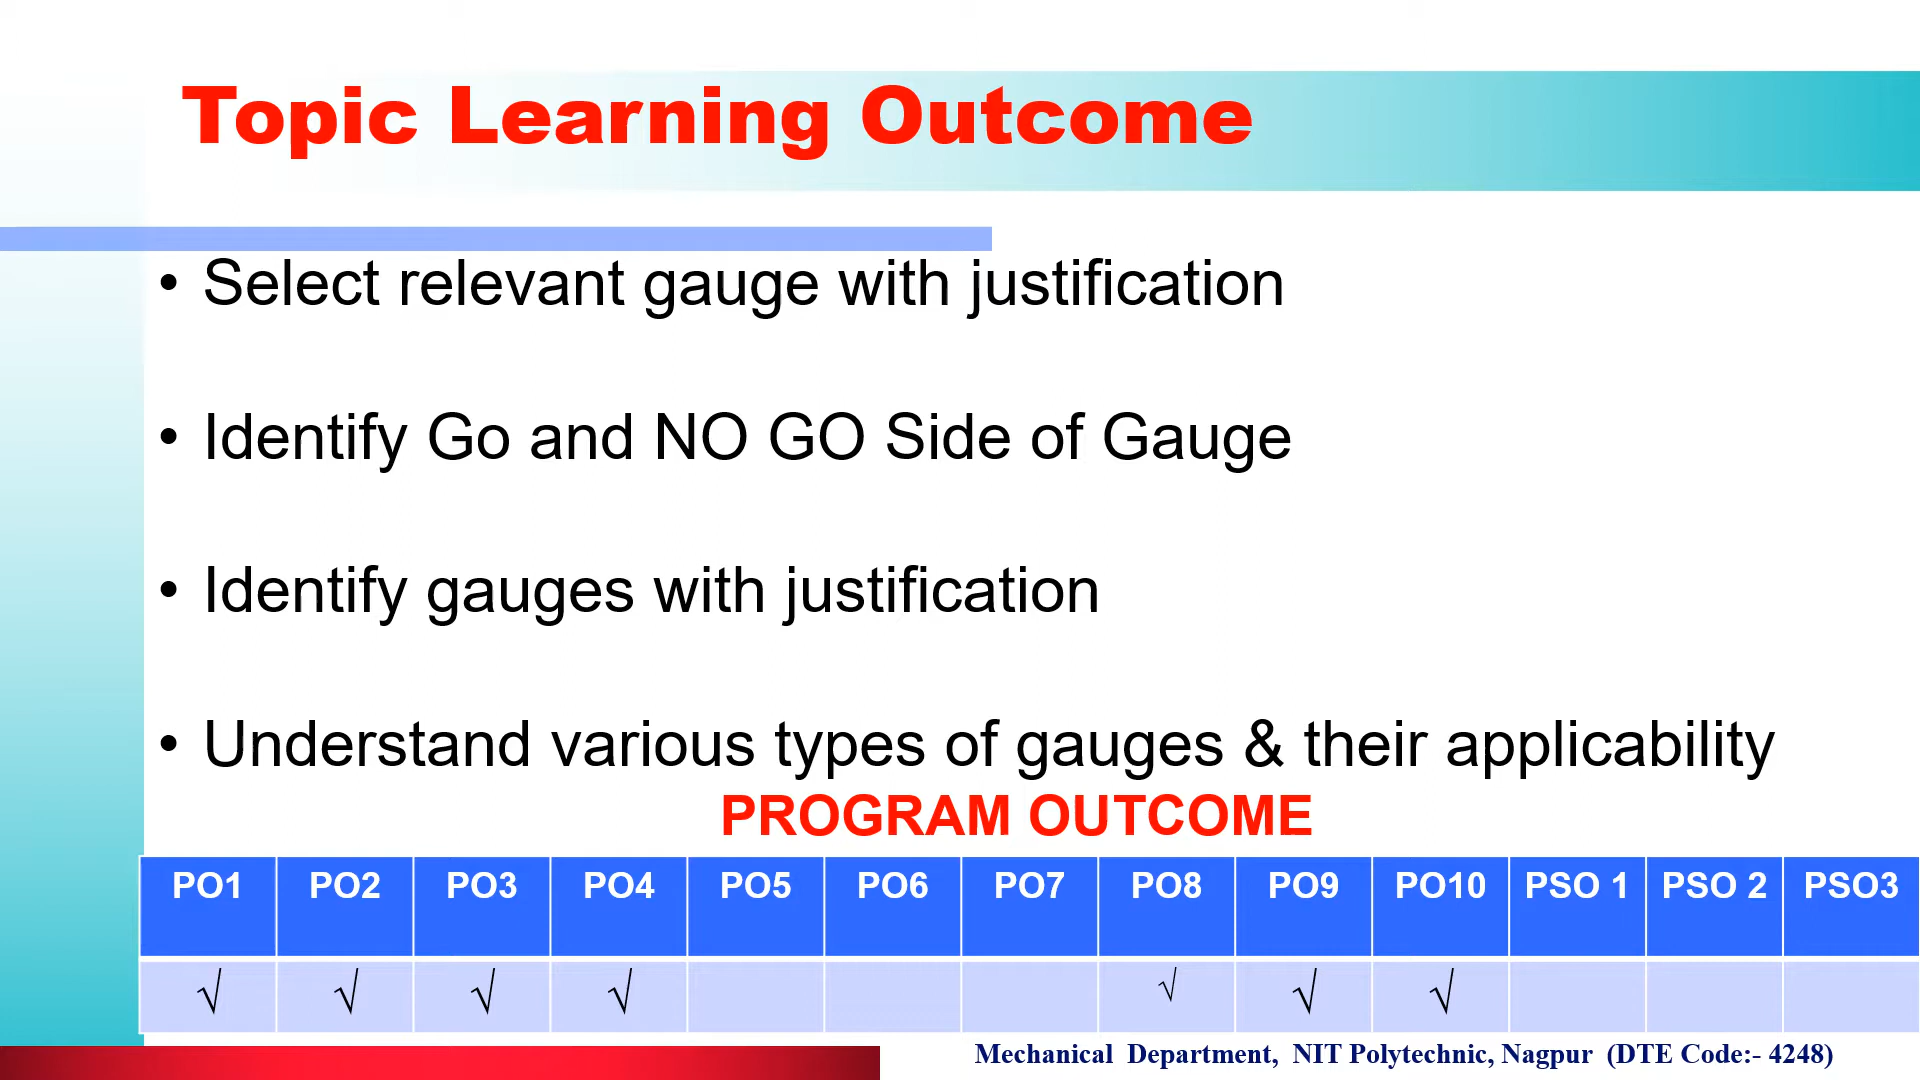 Topic Learning Outcome
• Select relevant gauge with justification
• Identify Go and NO GO Side of Gauge
• Identify gauges with justification
• Understand various types of gauges & their applicability
PROGRAM OUTCOME
PO1 PO2 PO3 PO4 PO5 PO6 PO7 PO8 PO9 PO10 PSO 1 PSO 2 PSO3
√ √ √ √ √ √ √
Mechanical Department, NIT Polytechnic, Nagpur (DTE Code:- 4248)